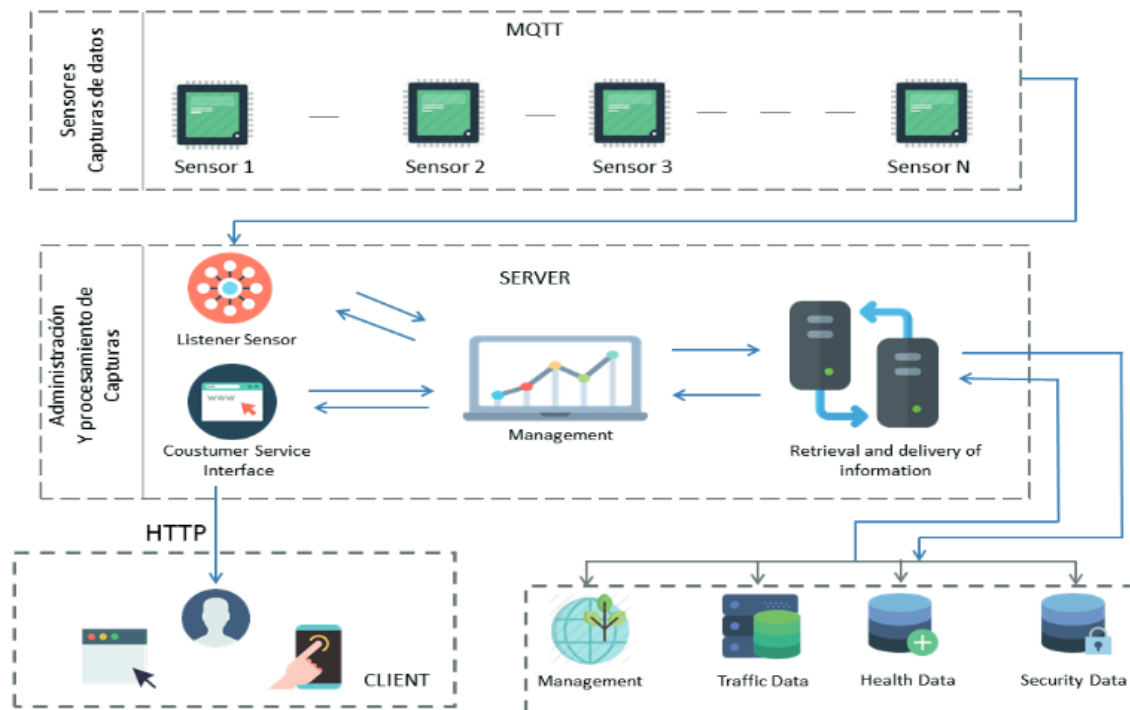 Sensores
Capturas de datos
MQTT
Sensor 1
Sensor 2
Sensor 3
Sensor N
Administración
Y procesamiento de
Capturas
SERVER
Listener Sensor
www
Coustumer Service
Interface
Management
Retrieval and delivery of
information
HTTP
CLIENT
Management
Traffic Data
Health Data
Security Data